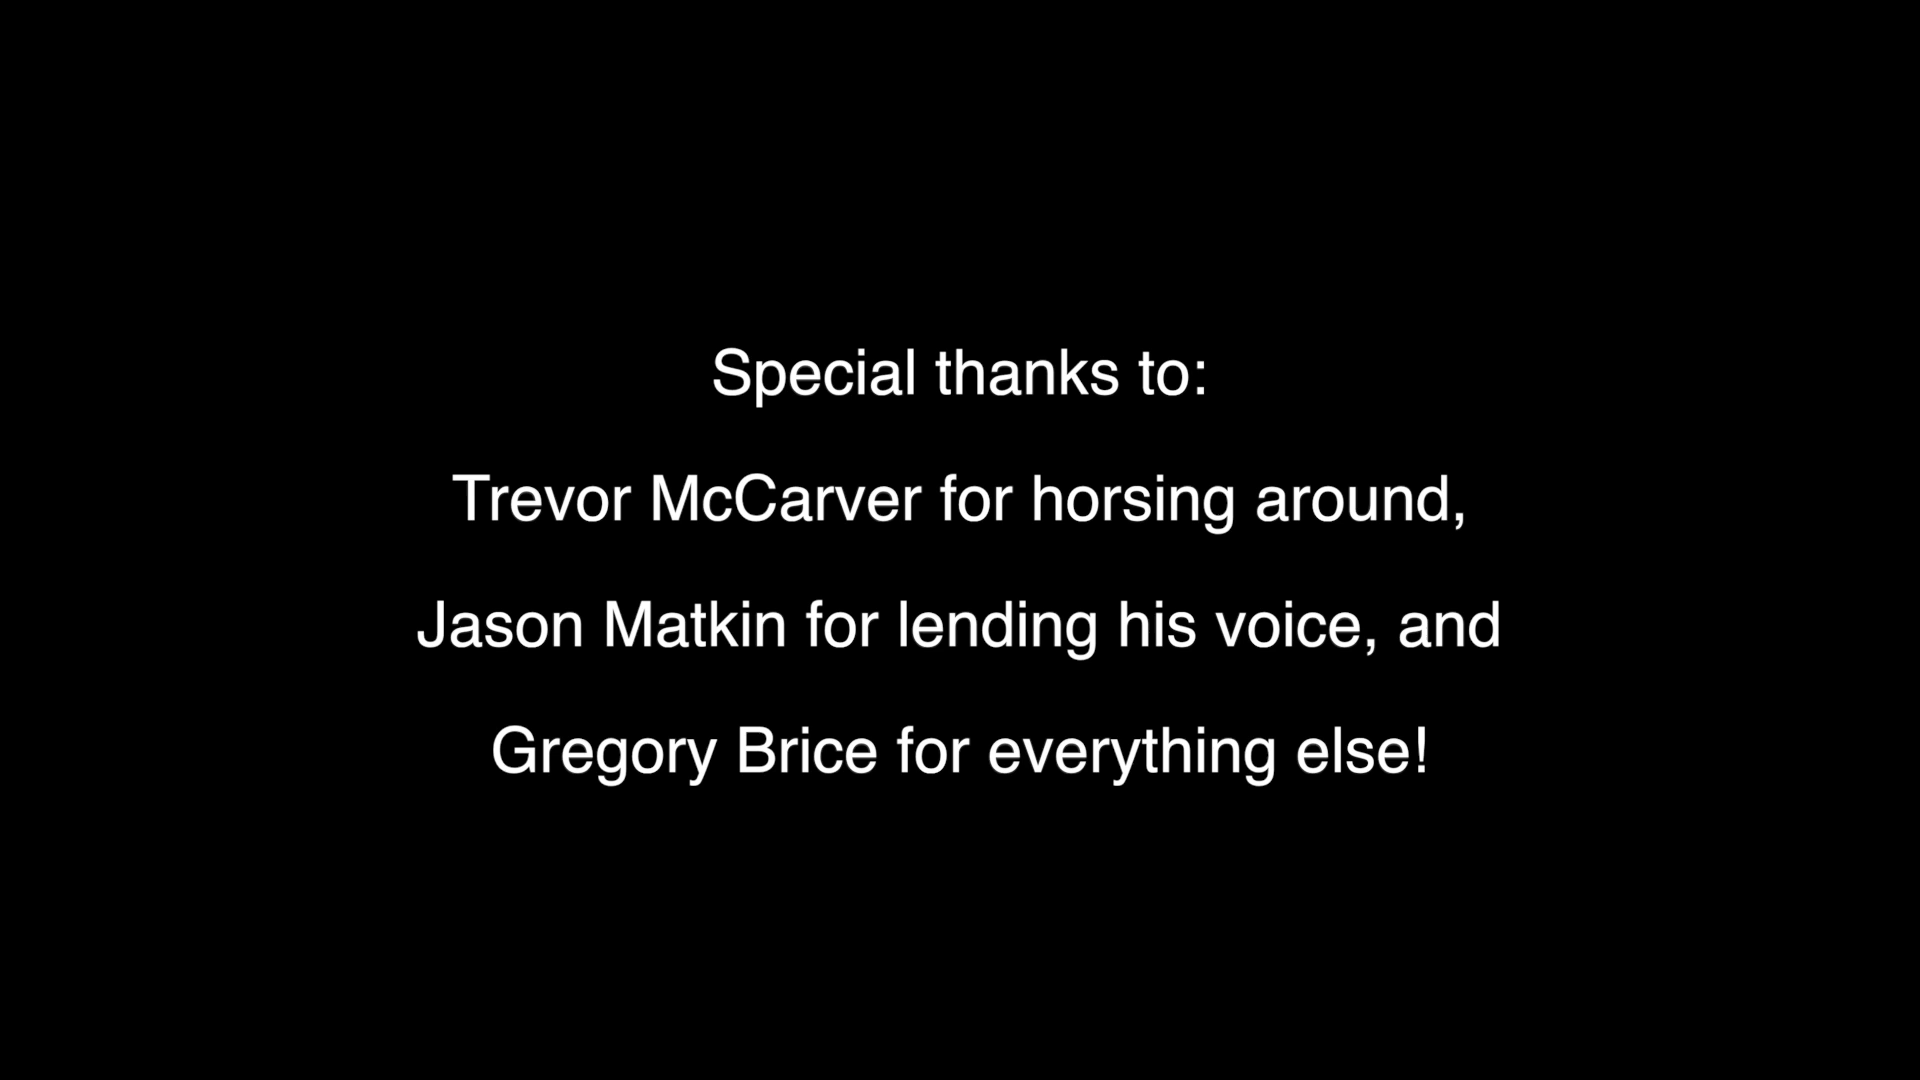 Special thanks to:
Trevor McCarver for horsing around,
Jason Matkin for lending his voice, and
Gregory Brice for everything else!